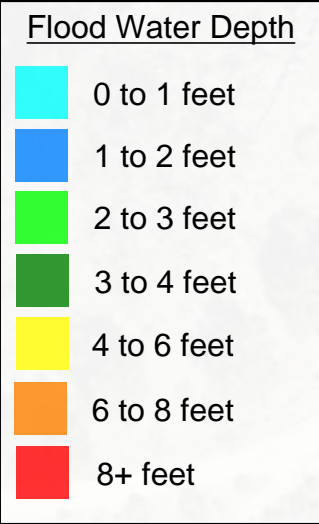 Flood Water Depth
0 to 1 feet
1 to 2 feet
2 to 3 feet
3 to 4 feet
4 to 6 feet
6 to 8 feet
8+ feet